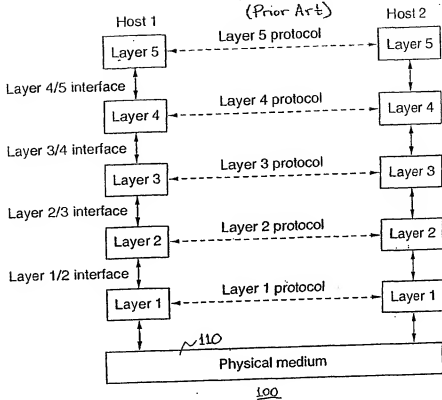 Host 1 (Prior Art) Host 2
Layer 5 Layer 5 protocol Layer 5
Layer 4/5 interface
Layer 4 Layer 4 protocol Layer 4
Layer 3/4 interface
Layer 3 Layer 3 protocol Layer 3
Layer 2/3 interface
Layer 2 Layer 2 protocol Layer 2
Layer 1/2 interface
Layer 1 Layer 1 protocol Layer 1
110
Physical medium
100